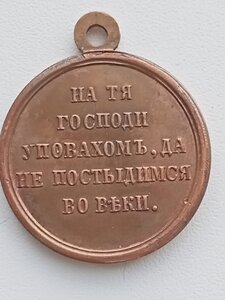 НА ТЯ
ГОСПОДИ
УПОВАХОМЪ, ДА
НЕ ПОСТЫДИМСЯ
ВО ВѢКИ.